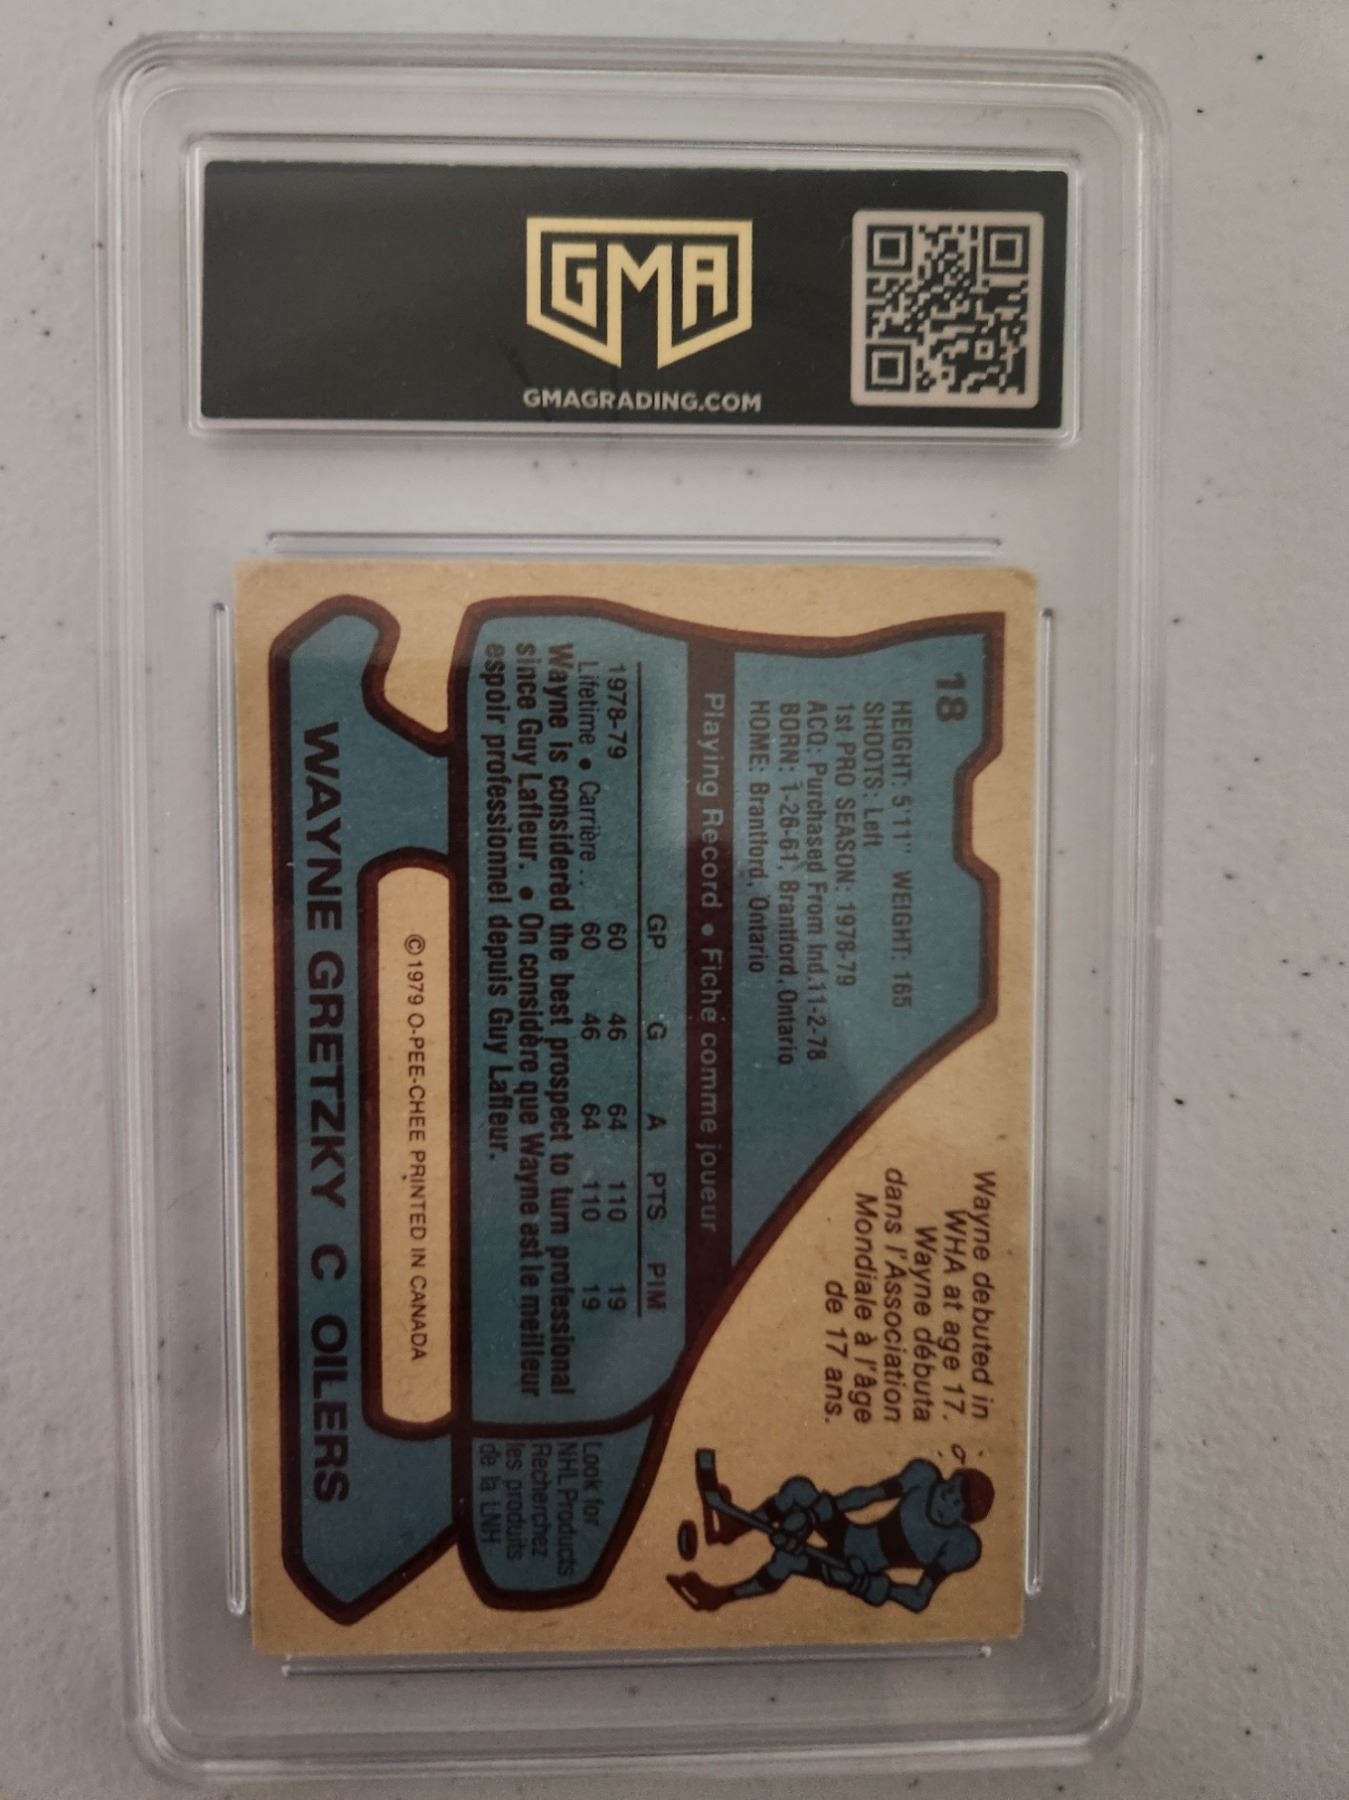 GMA
GMAGRADING.COM
18
HEIGHT: 5'11" WEIGHT: 165
SHOOTS: Left
1st PRO SEASON: 1978-79
ACQ: Purchased From Ind.11-2-78
BORN: 1-26-61, Brantford, Ontario
HOME: Brantford, Ontario
Wayne debuted in
WHA at age 17.
Wayne débuta
dans l'Association
Mondiale à l'âge
de 17 ans.
Playing Record • Fiche comme joueur
GP G A PTS PIM
1978-79 60 46 64 110 19
Lifetime • Carrière .. 60 46 64 110 19
Wayne is considered the best prospect to turn professional
since Guy Lafleur. • On considère que Wayne est le meilleur
espoir professionnel depuis Guy Lafleur.
Look for
NHL Products
Recherchez
les produits
de la LNH
© 1979 O-PEE-CHEE PRINTED IN CANADA
WAYNE GRETZKY C OILERS